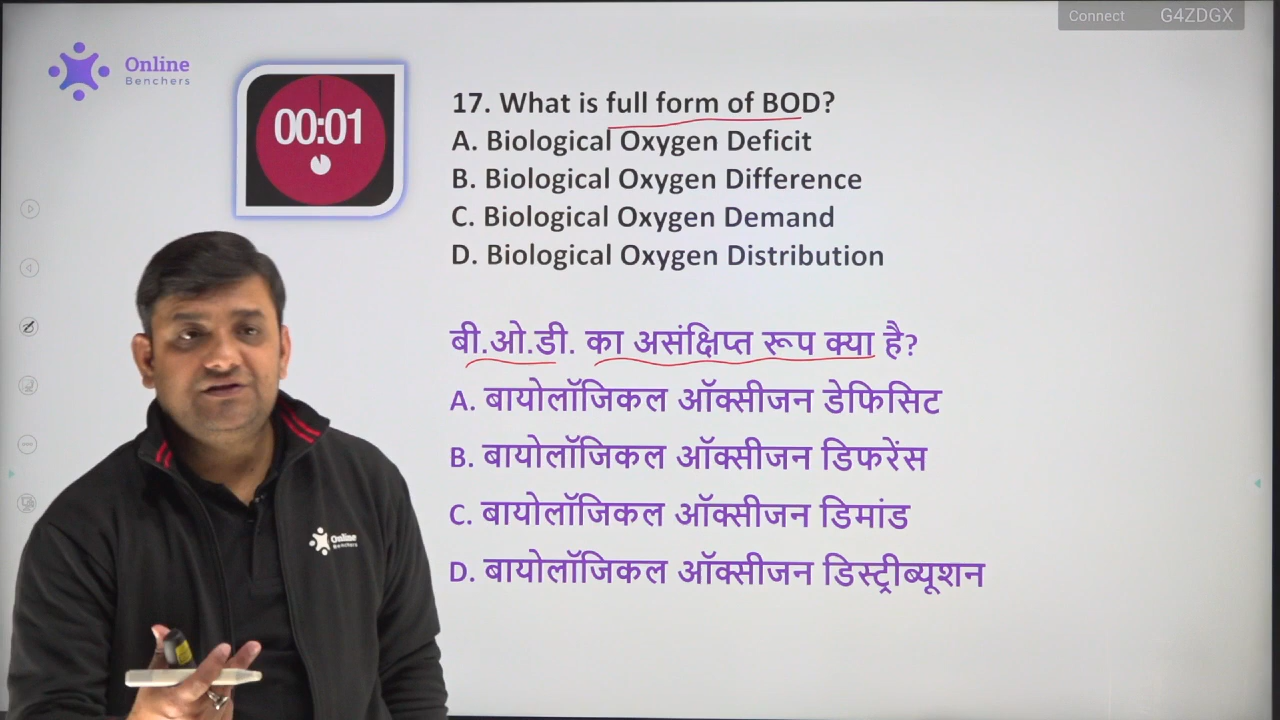 Connect G4ZDGX
Online
Benchers
00:01
17. What is full form of BOD?
A. Biological Oxygen Deficit
B. Biological Oxygen Difference
C. Biological Oxygen Demand
D. Biological Oxygen Distribution
बी.ओ.डी. का असंक्षिप्त रूप क्या है?
A. बायोलॉजिकल ऑक्सीजन डेफिसिट
B. बायोलॉजिकल ऑक्सीजन डिफरेंस
C. बायोलॉजिकल ऑक्सीजन डिमांड
D. बायोलॉजिकल ऑक्सीजन डिस्ट्रीब्यूशन
Online
Benchers